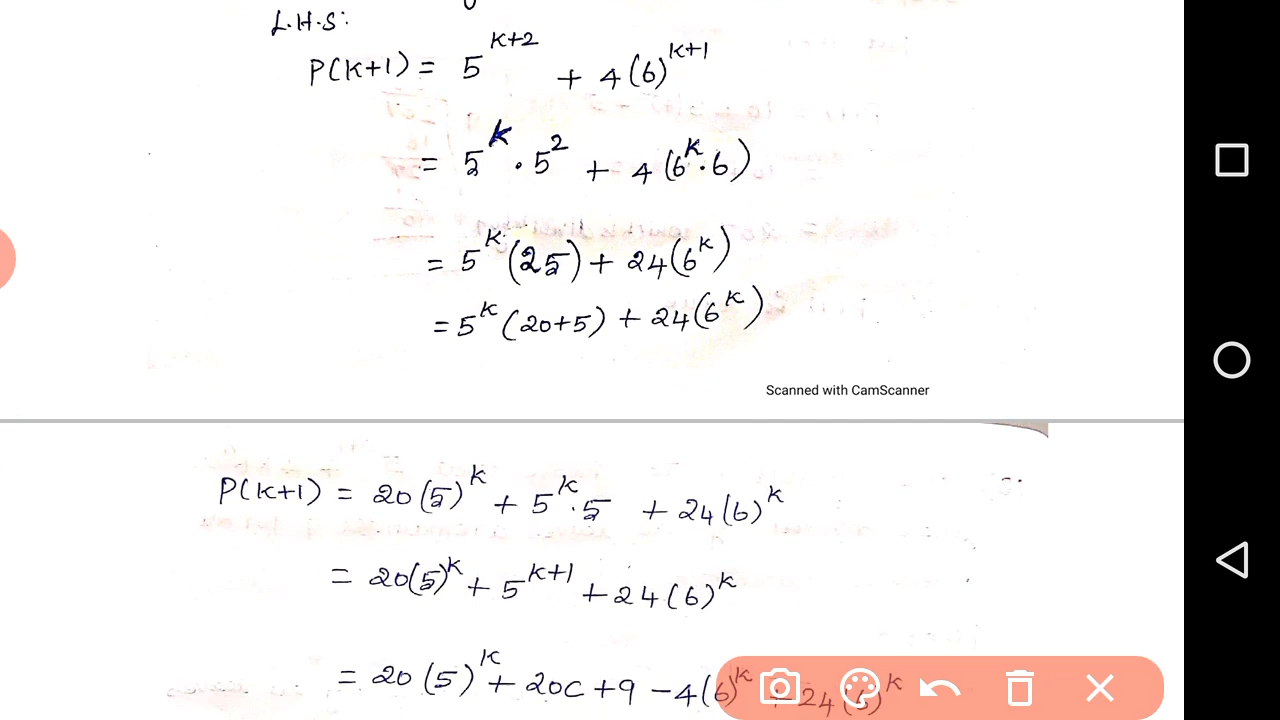 L.H.S:
P(K+1) = 5^{K+2} + 4(6)^{K+1}
= 5^K . 5^2 + 4(6^K . 6)
= 5^K (25) + 24(6^K)
= 5^K (20+5) + 24(6^K)
Scanned with CamScanner
P(K+1) = 20(5)^K + 5^K . 5 + 24(6)^K
= 20(5)^K + 5^{K+1} + 24(6)^K
= 20(5)^K + 20C + 9 - 4(6)^K + 24(6)^K